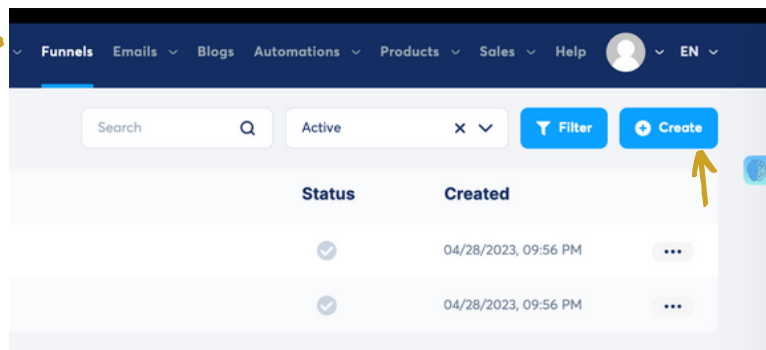 Funnels Emails Blogs Automations Products Sales Help EN
Search Active Filter Create
Status Created
04/28/2023, 09:56 PM
04/28/2023, 09:56 PM